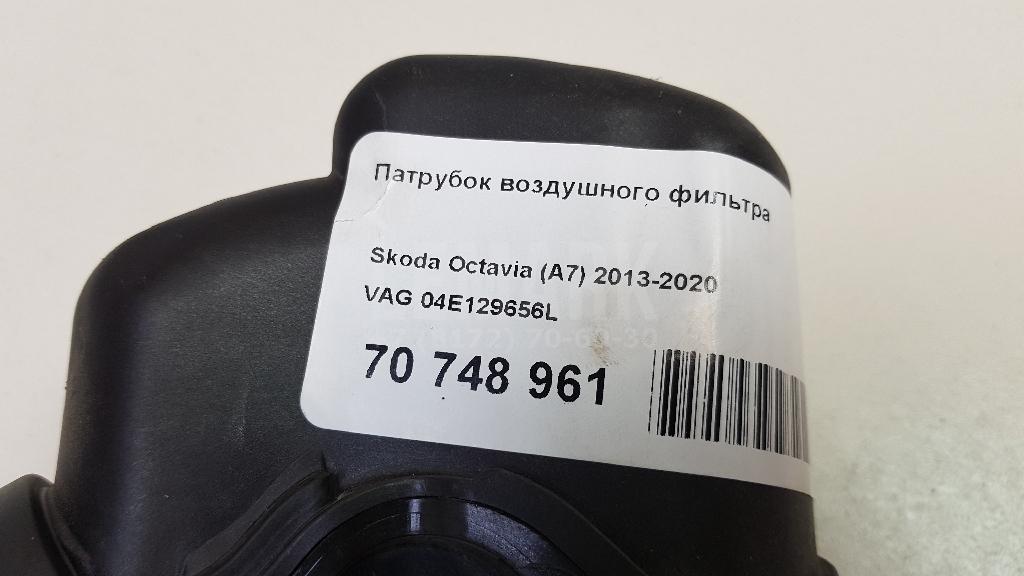 Патрубок воздушного фильтра
Skoda Octavia (A7) 2013-2020
VAG 04E129656L
70 748 961